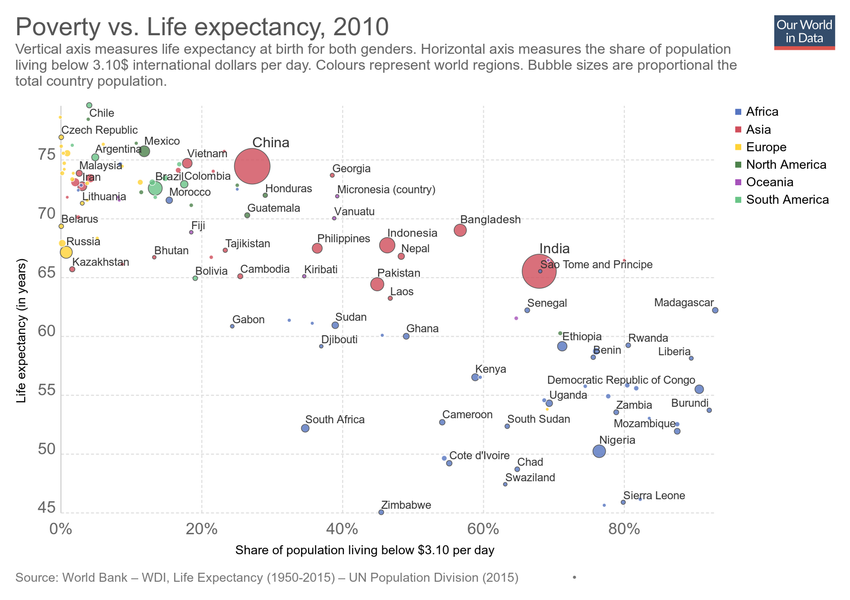 Poverty vs. Life expectancy, 2010
Our World
in Data
Vertical axis measures life expectancy at birth for both genders. Horizontal axis measures the share of population
living below 3.10$ international dollars per day. Colours represent world regions. Bubble sizes are proportional the
total country population.
Chile
Czech Republic
Argentina
Mexico
Vietnam
China
Malaysia
Iran
Brazil
Colombia
Georgia
Lithuania
Morocco
Honduras
Micronesia (country)
Belarus
Guatemala
Vanuatu
Fiji
Bangladesh
Russia
Tajikistan
Philippines
Indonesia
Nepal
India
Bhutan
Kazakhstan
Bolivia
Cambodia
Kiribati
Pakistan
Sao Tome and Principe
Laos
Senegal
Madagascar
Gabon
Sudan
Djibouti
Ghana
Ethiopia
Benin
Rwanda
Liberia
Kenya
Democratic Republic of Congo
Uganda
Zambia
Burundi
South Africa
Cameroon
South Sudan
Mozambique
Nigeria
Cote d'Ivoire
Chad
Swaziland
Zimbabwe
Sierra Leone
Africa
Asia
Europe
North America
Oceania
South America
Life expectancy (in years)
75
70
65
60
55
50
45
0%
20%
40%
60%
80%
Share of population living below $3.10 per day
Source: World Bank – WDI, Life Expectancy (1950-2015) – UN Population Division (2015)